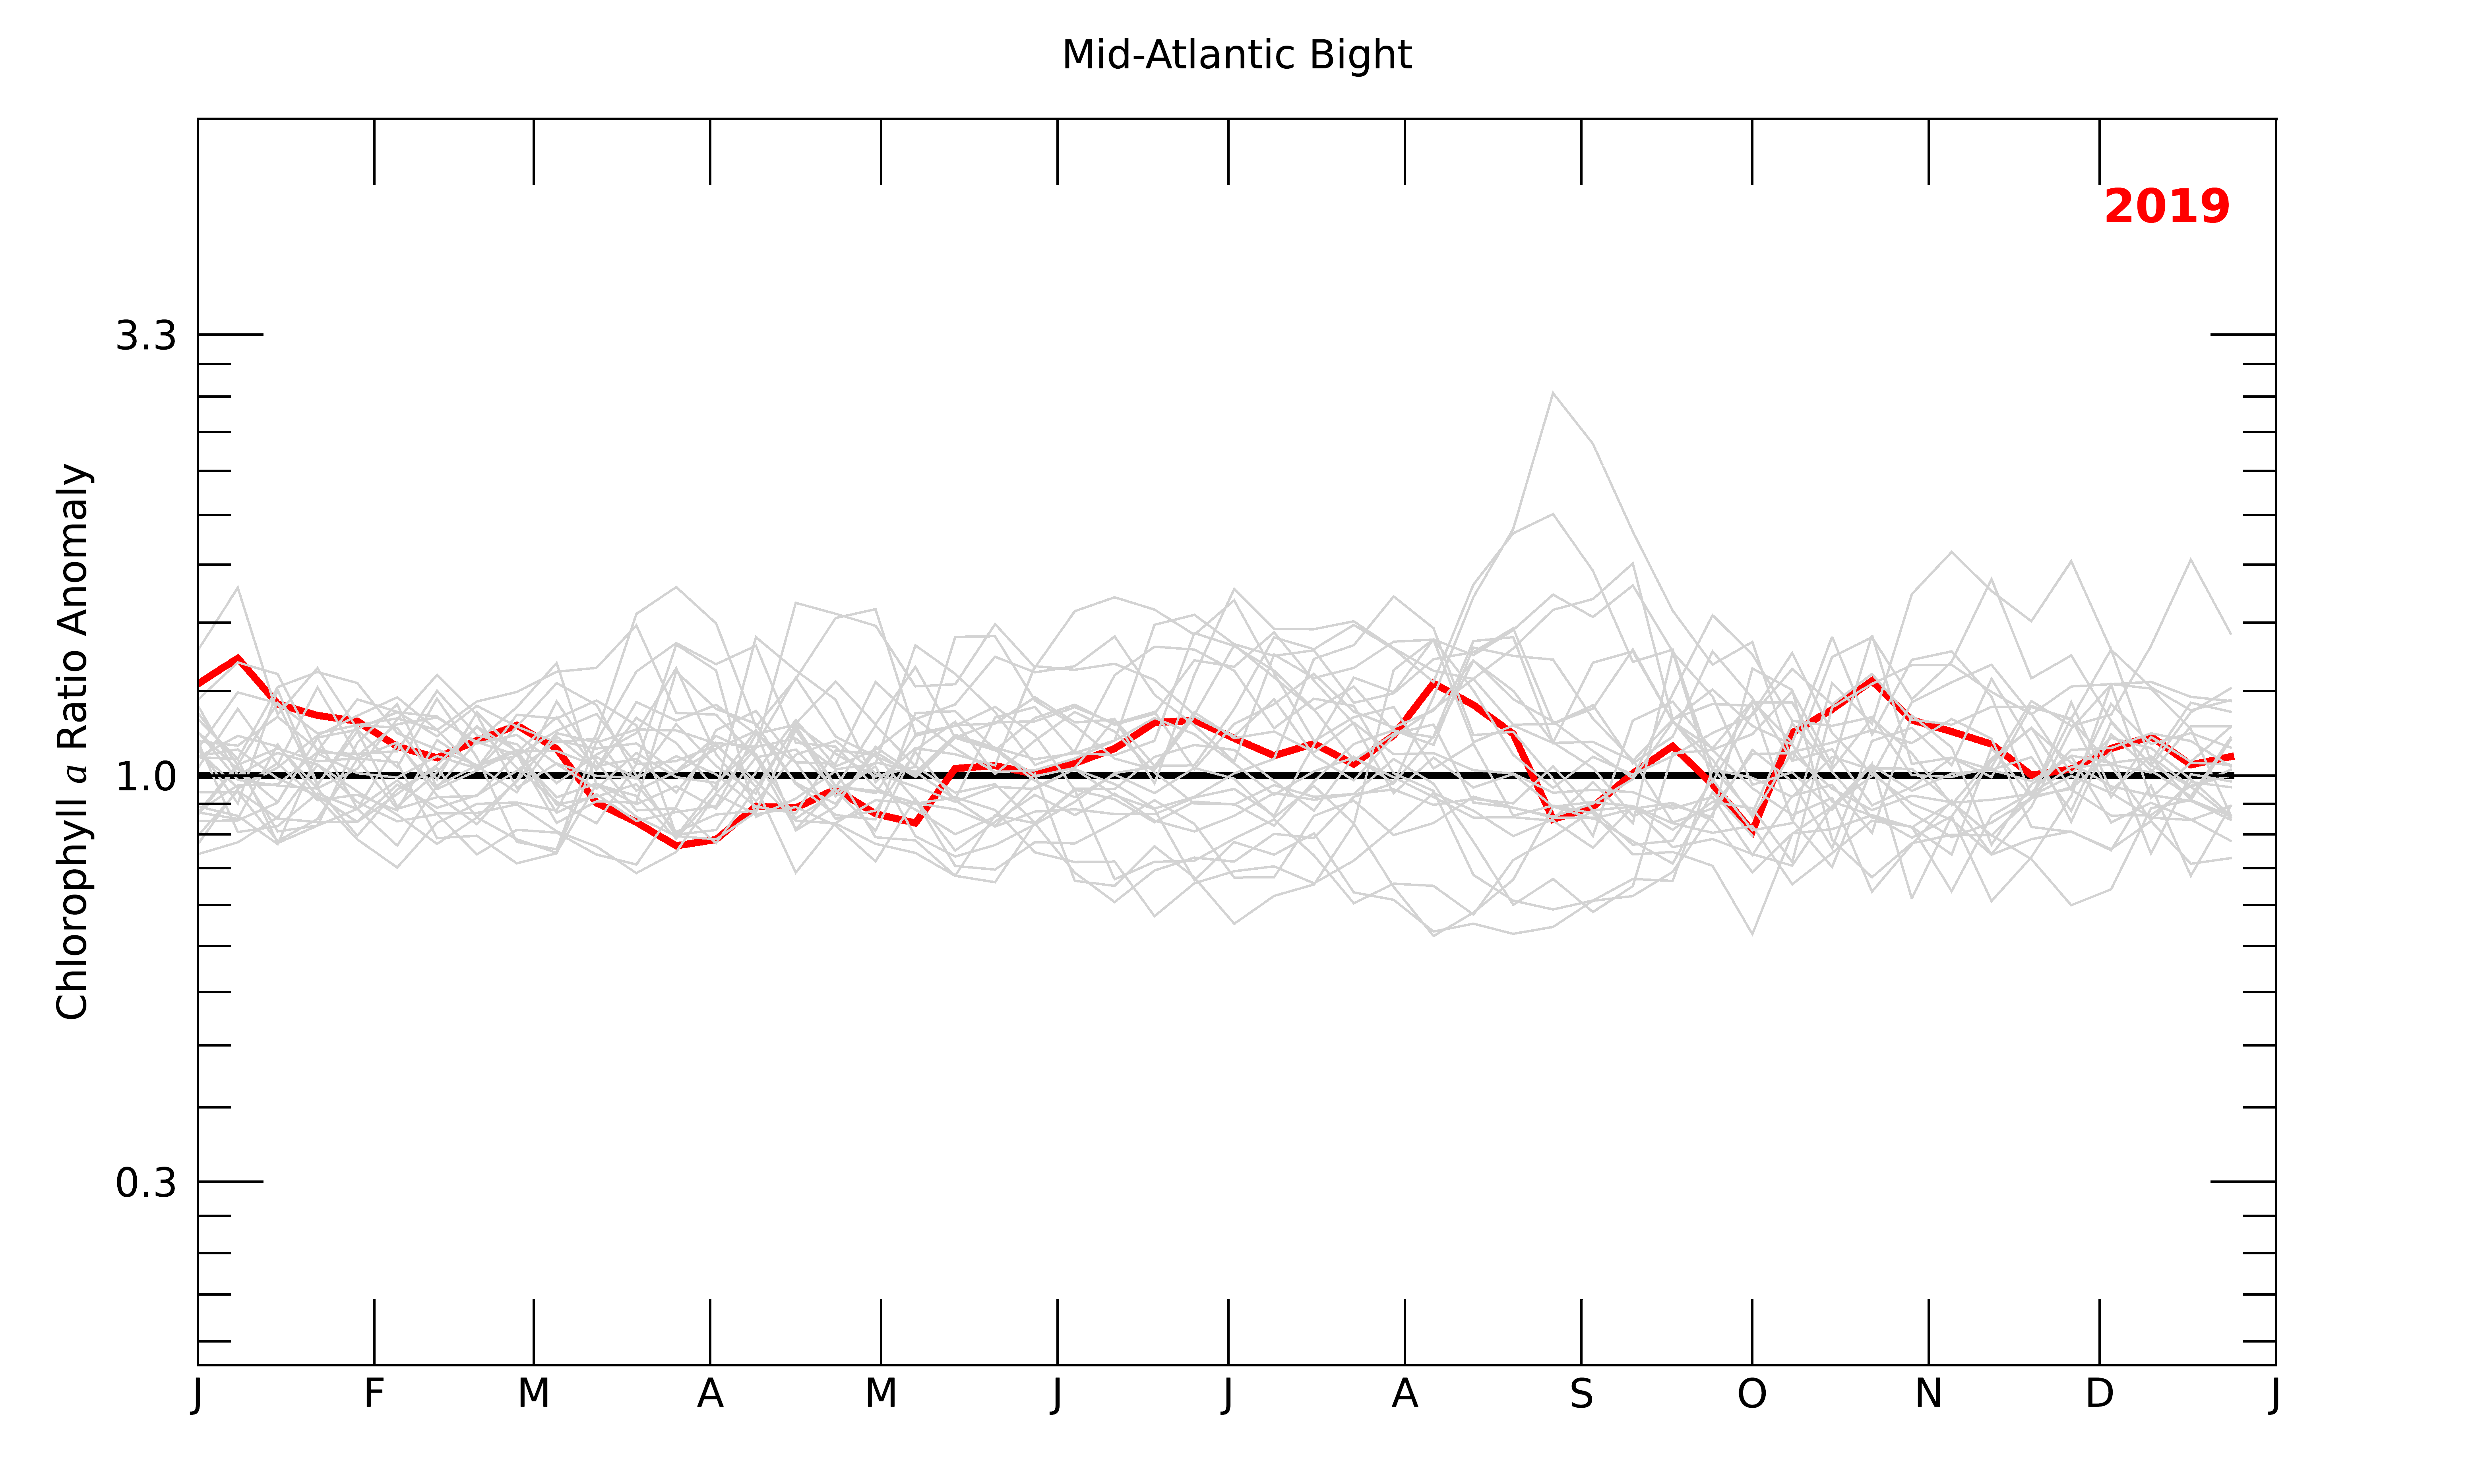 Mid-Atlantic Bight
2019
Chlorophyll a Ratio Anomaly
3.3
1.0
0.3
J F M A M J J A S O N D J